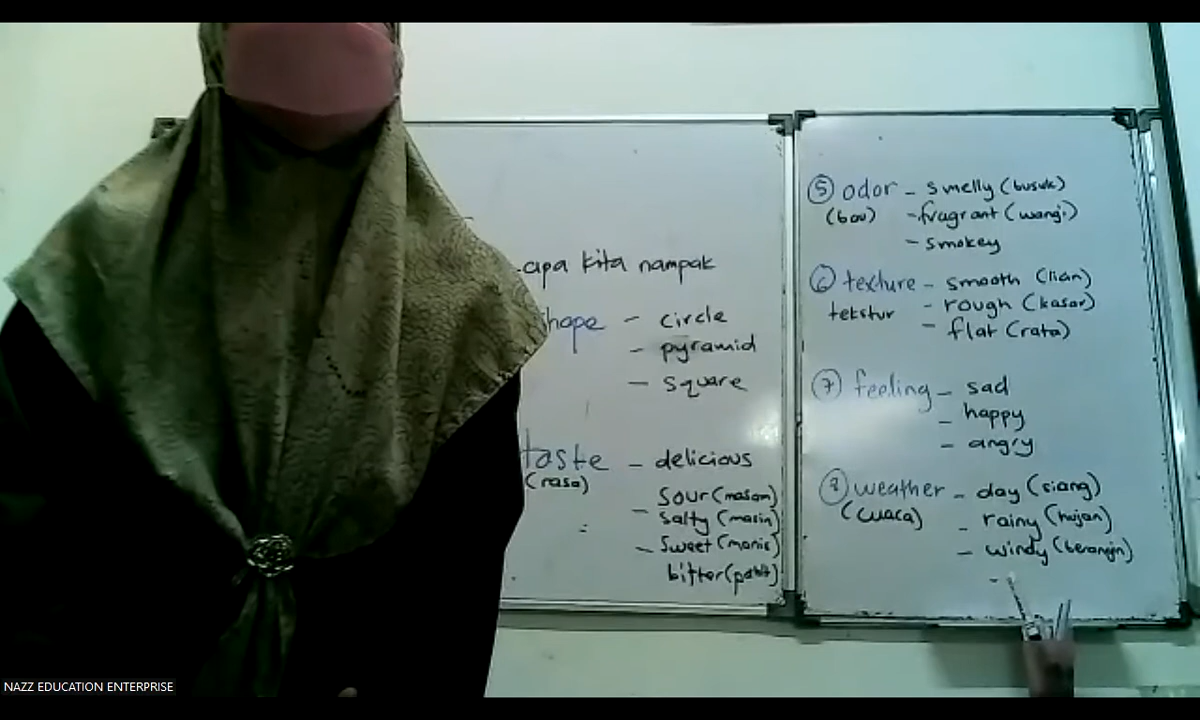 apa kita nampak
hape - circle
- pyramid
- square
taste - delicious
(rasa)
- Sour (masam)
Salty (masin)
- Sweet (manis)
bitter (pahit)
⑤ odor - smelly (busuk)
(bau) - fragrant (wangi)
- smokey
⑥ texture - smooth (lian)
tekstur - rough (kasar)
- flat (rata)
⑦ feeling - sad
- happy
- angry
⑧ weather - day (siang)
(cuaca) - rainy (hujan)
- windy (berangin)
-
NAZZ EDUCATION ENTERPRISE